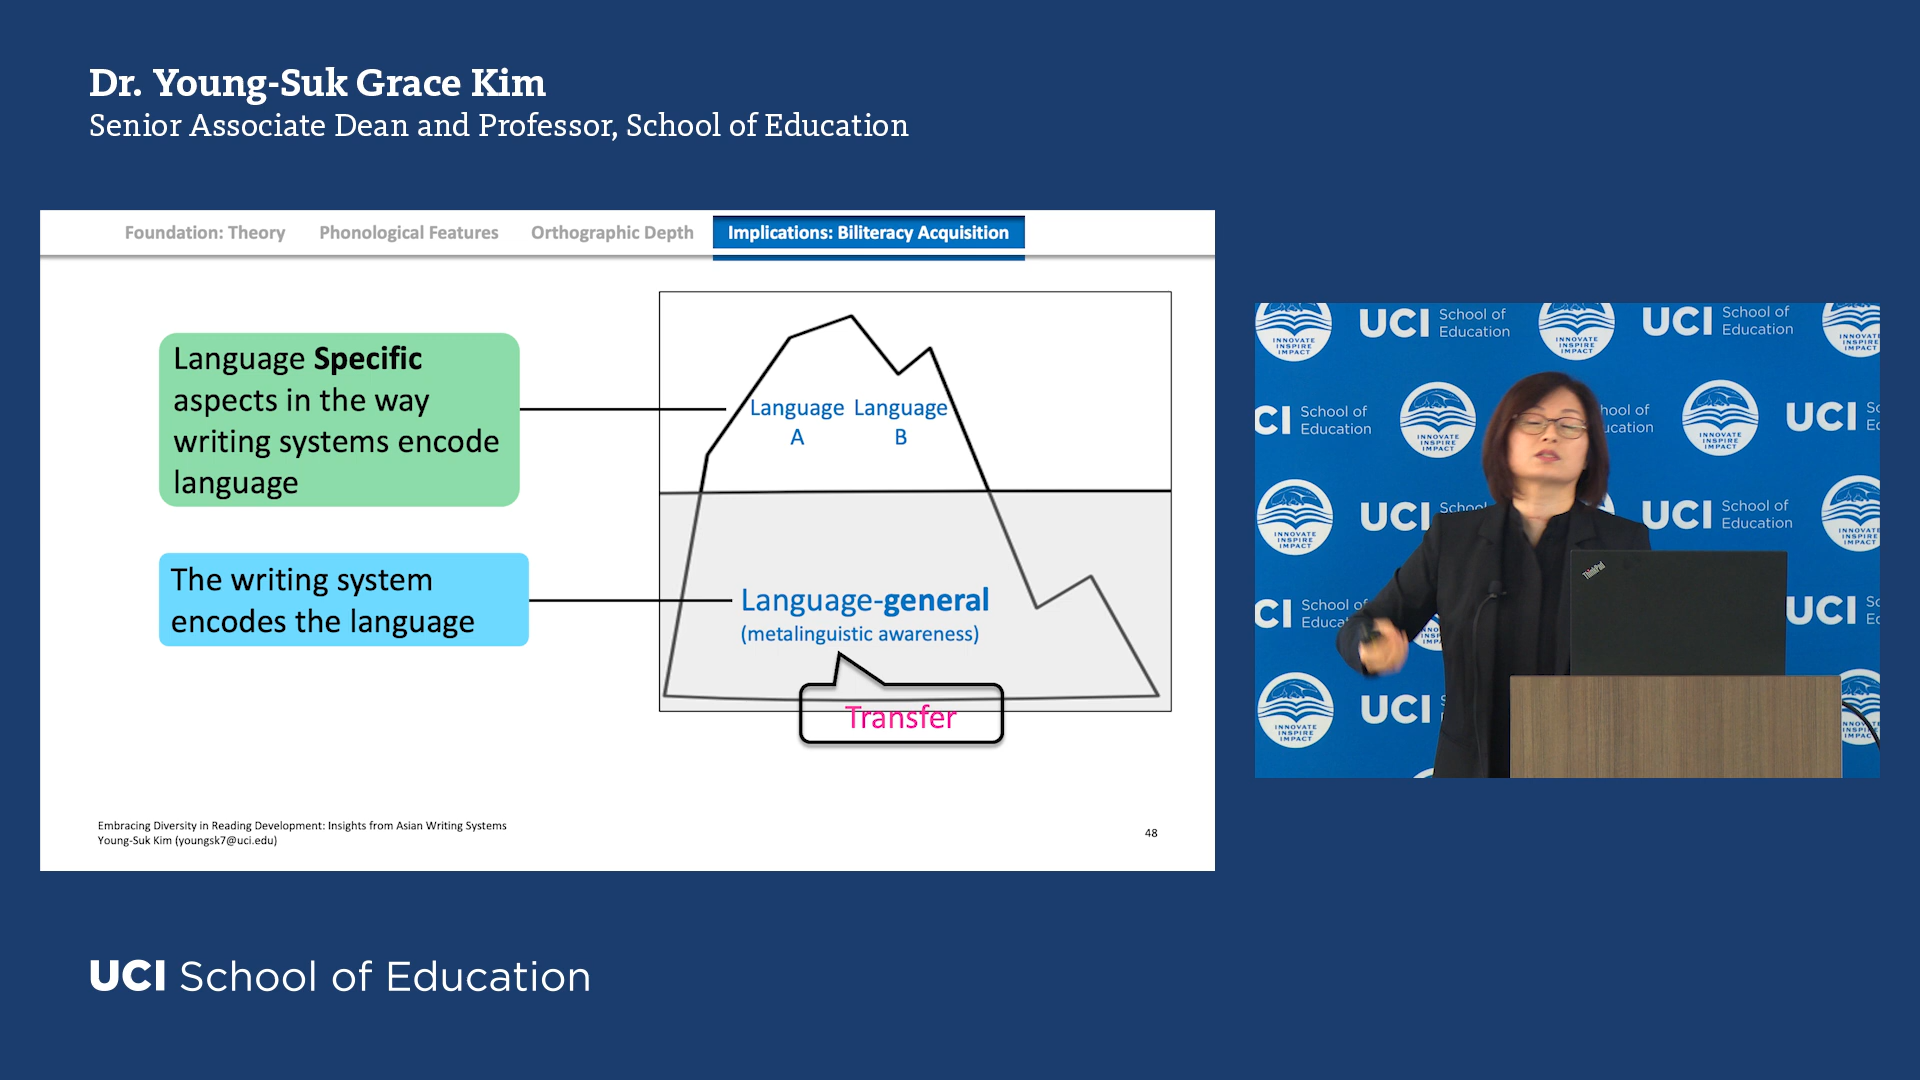 Dr. Young-Suk Grace Kim
Senior Associate Dean and Professor, School of Education
Foundation: Theory
Phonological Features
Orthographic Depth
Implications: Biliteracy Acquisition
Language Specific
aspects in the way
writing systems encode
language
The writing system
encodes the language
Language
A
Language
B
Language-general
(metalinguistic awareness)
Transfer
Embracing Diversity in Reading Development: Insights from Asian Writing Systems
Young-Suk Kim (youngsk7@uci.edu)
48
UCI School of Education
INNOVATE
INSPIRE
IMPACT
ThinkPad
UCI School of Education